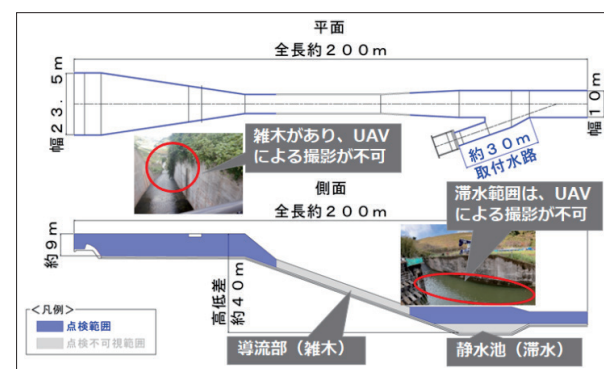 平面
全長約200m
幅23.5m
幅10m
雑木があり、UAV
による撮影が不可
約30m
取付水路
側面
全長約200m
滞水範囲は、UAV
による撮影が不可
約9m
高低差
約40m
<凡例>
点検範囲
点検不可視範囲
導流部（雑木）
静水池（滞水）